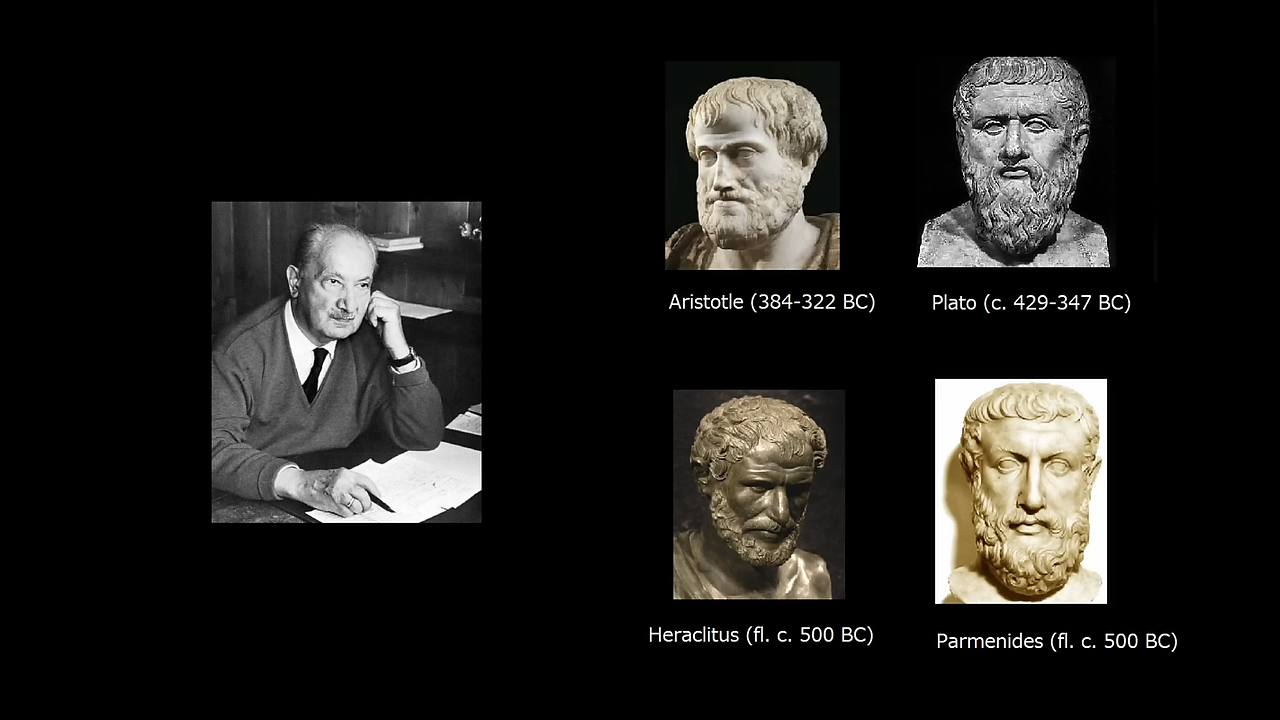 Aristotle (384-322 BC)
Plato (c. 429-347 BC)
Heraclitus (fl. c. 500 BC)
Parmenides (fl. c. 500 BC)